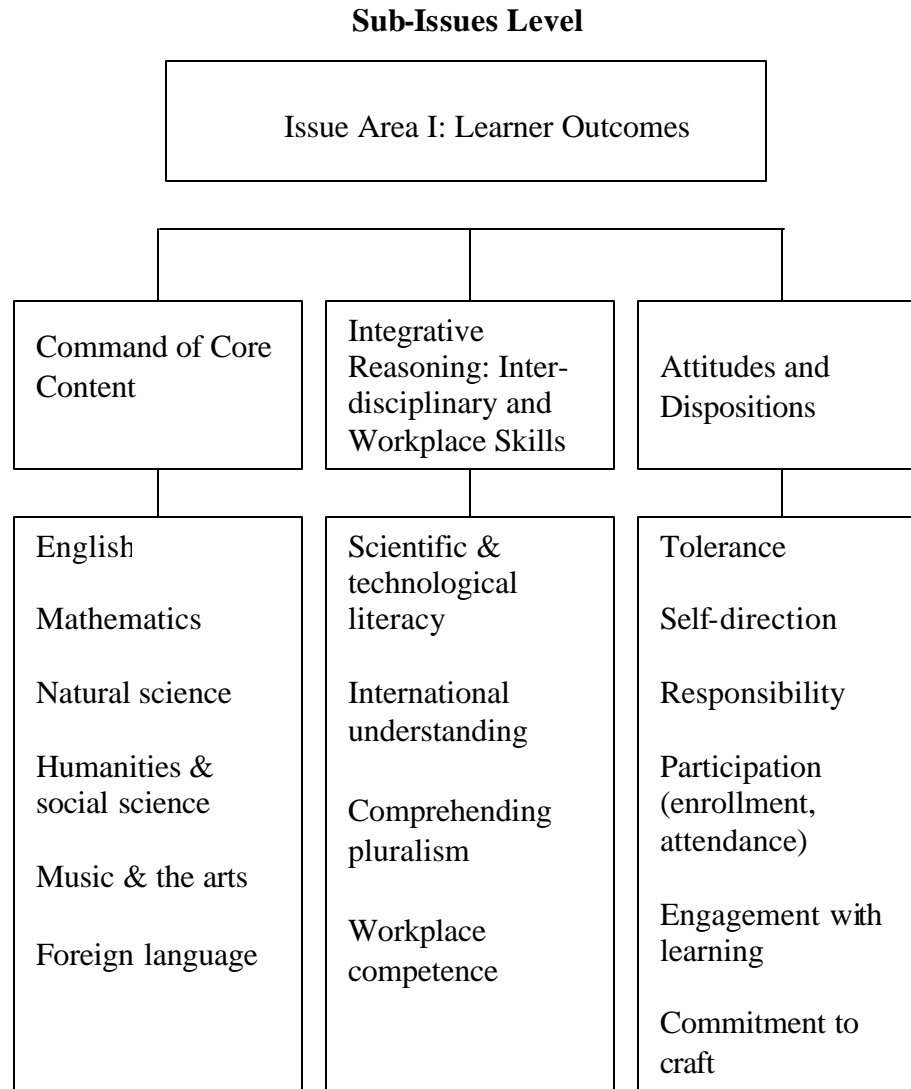 Sub-Issues Level
Issue Area I: Learner Outcomes
Command of Core
Content
Integrative
Reasoning: Inter-
disciplinary and
Workplace Skills
Attitudes and
Dispositions
English
Mathematics
Natural science
Humanities &
social science
Music & the arts
Foreign language
Scientific &
technological
literacy
International
understanding
Comprehending
pluralism
Workplace
competence
Tolerance
Self-direction
Responsibility
Participation
(enrollment,
attendance)
Engagement with
learning
Commitment to
craft